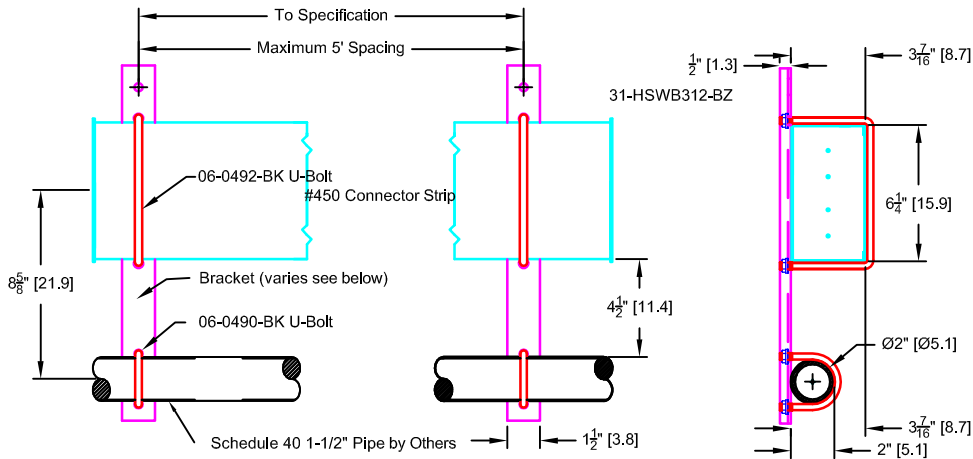 To Specification
Maximum 5' Spacing
1/2" [1.3]
3 7/16" [8.7]
31-HSWB312-BZ
06-0492-BK U-Bolt
#450 Connector Strip
6 1/4" [15.9]
8 5/8" [21.9]
Bracket (varies see below)
4 1/2" [11.4]
06-0490-BK U-Bolt
Ø2" [Ø5.1]
Schedule 40 1-1/2" Pipe by Others
1 1/2" [3.8]
3 7/16" [8.7]
2" [5.1]